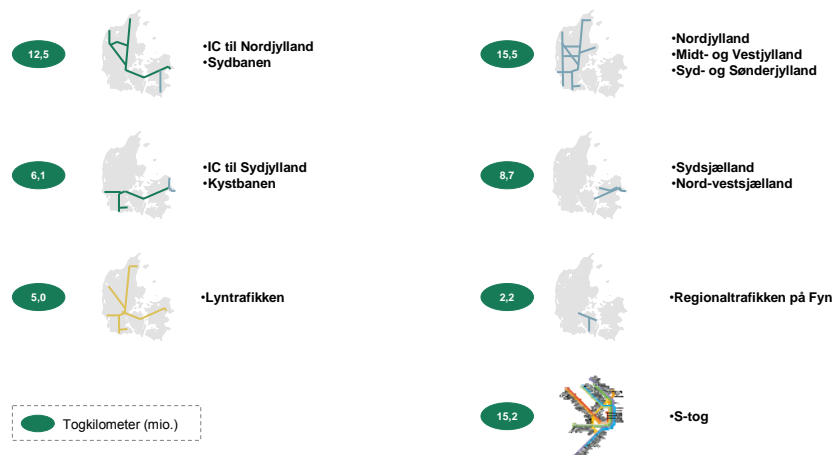 12,5
•IC til Nordjylland
•Sydbanen
15,5
•Nordjylland
•Midt- og Vestjylland
•Syd- og Sønderjylland
6,1
•IC til Sydjylland
•Kystbanen
8,7
•Sydsjælland
•Nord-vestsjælland
5,0
•Lyntrafikken
2,2
•Regionaltrafikken på Fyn
Togkilometer (mio.)
15,2
•S-tog